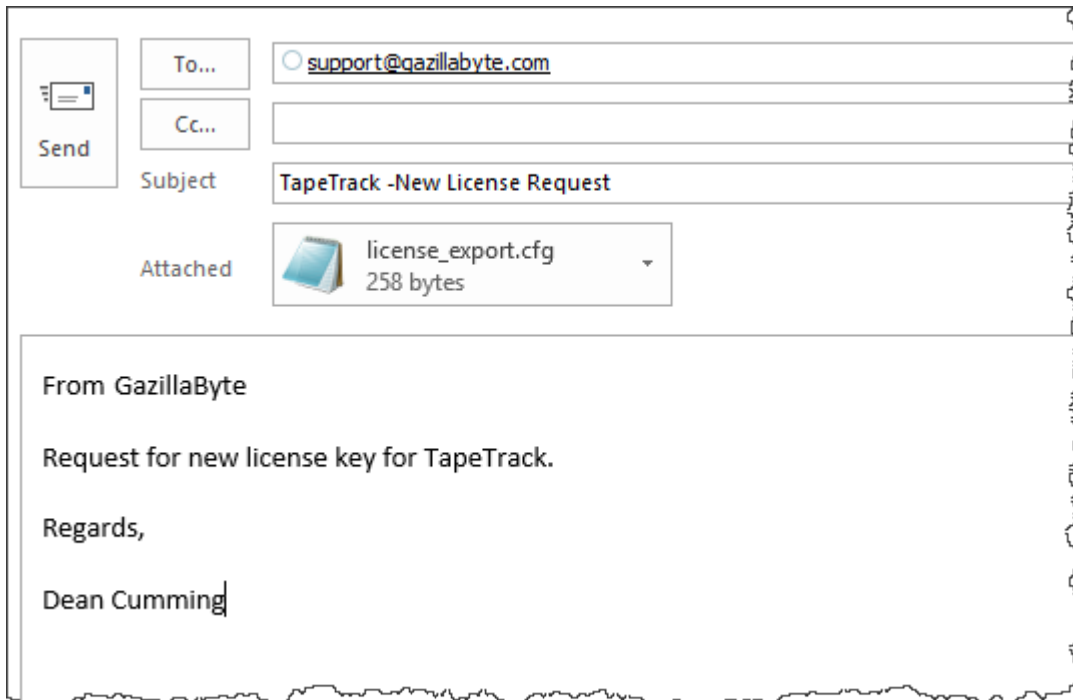 To...
support@gazillabyte.com
Cc...
Send
Subject
TapeTrack -New License Request
Attached
license_export.cfg
258 bytes
From GazillaByte
Request for new license key for TapeTrack.
Regards,
Dean Cumming